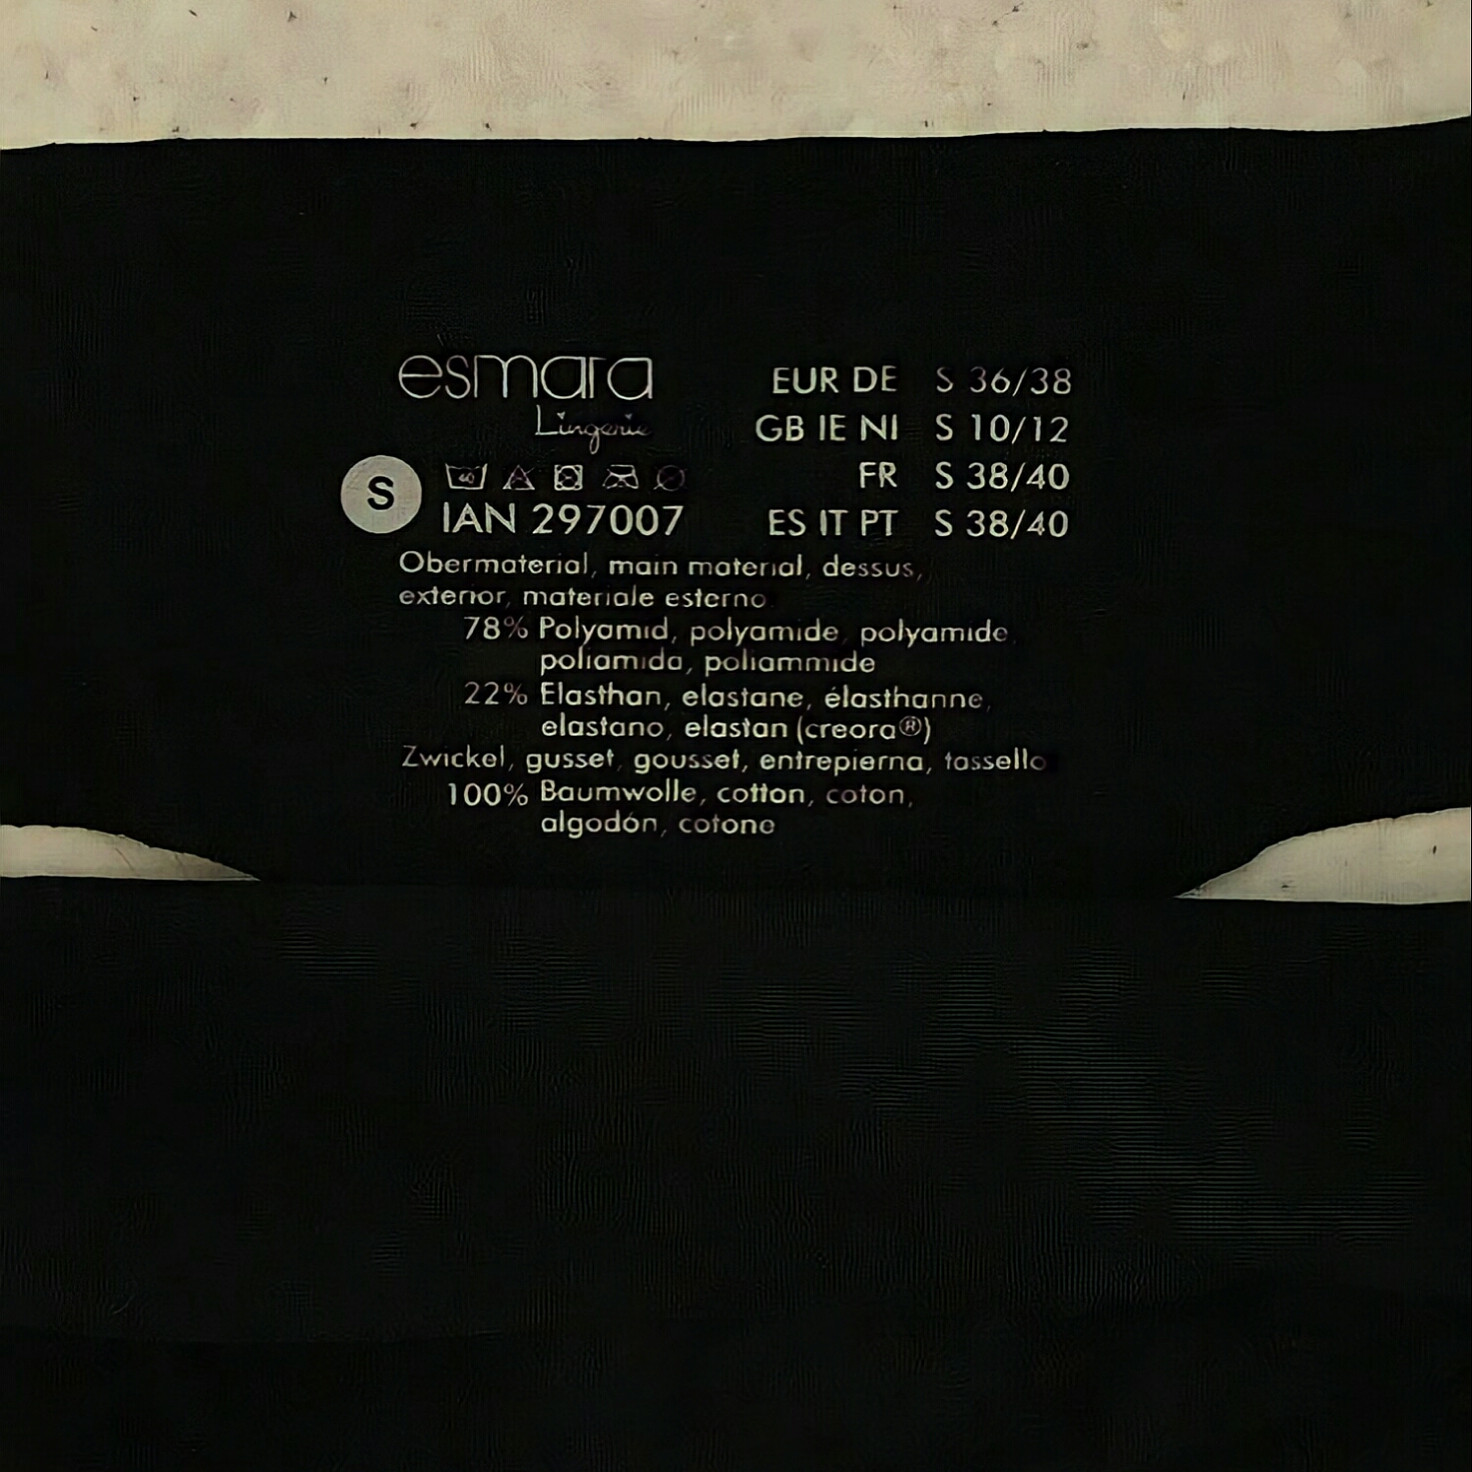 esmara
Lingerie
EUR DE S 36/38
GB IE NI S 10/12
FR S 38/40
ES IT PT S 38/40
S
40
IAN 297007
Obermaterial, main material, dessus,
exterior, materiale esterno
78% Polyamid, polyamide, polyamide
poliamida, poliammide
22% Elasthan, elastane, élasthanne,
elastano, elastan (creora®)
Zwickel, gusset, gousset, entrepierna, tassello
100% Baumwolle, cotton, coton,
algodón, cotone